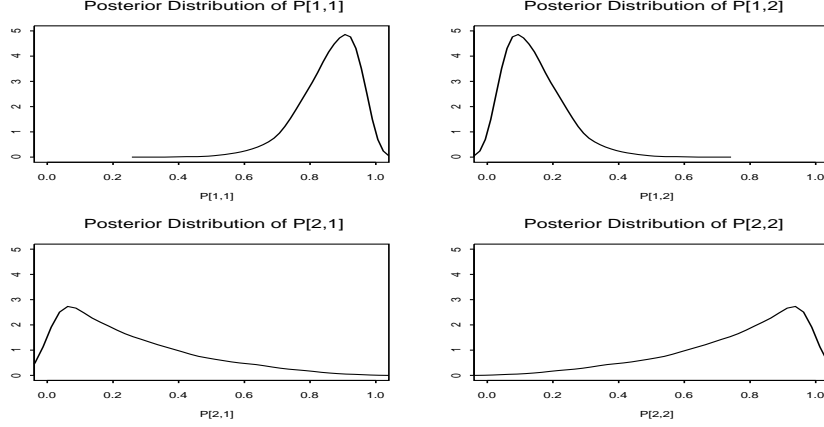 Posterior Distribution of P[1,1]
5
4
3
2
1
0
0.0 0.2 0.4 0.6 0.8 1.0
P[1,1]
Posterior Distribution of P[1,2]
5
4
3
2
1
0
0.0 0.2 0.4 0.6 0.8 1.0
P[1,2]
Posterior Distribution of P[2,1]
5
4
3
2
1
0
0.0 0.2 0.4 0.6 0.8 1.0
P[2,1]
Posterior Distribution of P[2,2]
5
4
3
2
1
0
0.0 0.2 0.4 0.6 0.8 1.0
P[2,2]